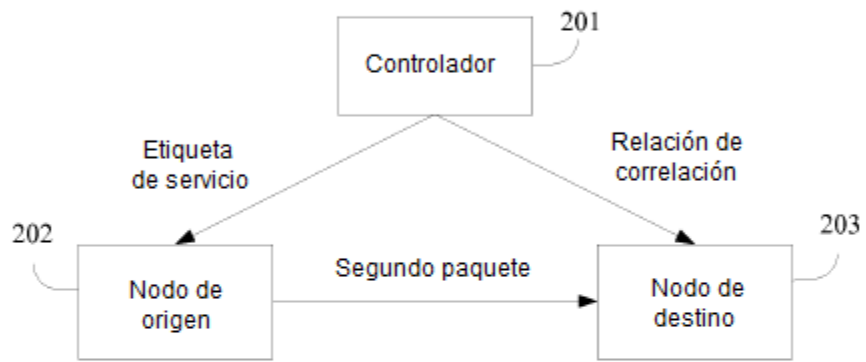 201
Controlador
Etiqueta
de servicio
Relación de
correlación
202
203
Segundo paquete
Nodo de
origen
Nodo de
destino